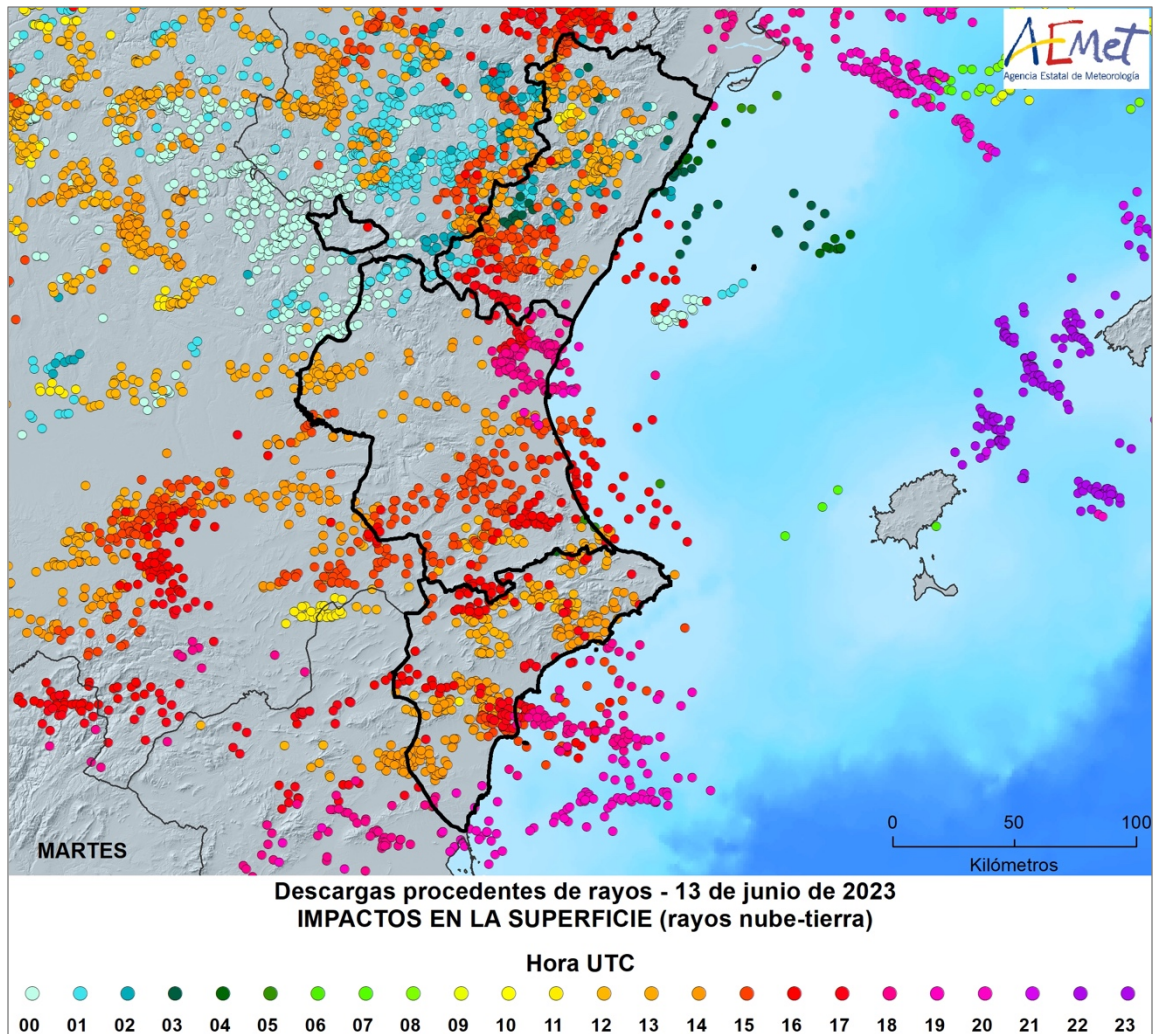 AEMet
Agencia Estatal de Meteorología
0 50 100
Kilómetros
MARTES
Descargas procedentes de rayos - 13 de junio de 2023
IMPACTOS EN LA SUPERFICIE (rayos nube-tierra)
Hora UTC
00 01 02 03 04 05 06 07 08 09 10 11 12 13 14 15 16 17 18 19 20 21 22 23